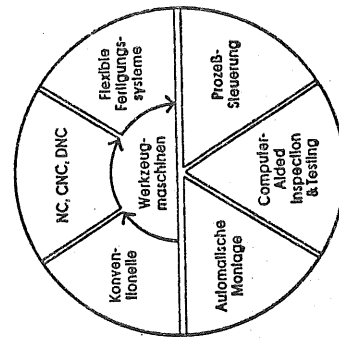 NC, CNC, DNC
Konven-
tionelle
Flexible
Fertigungs-
systeme
Werkzeug-
maschinen
Automatische
Montage
Computer-
Aided
Inspection
& Testing
Prozeß-
Steuerung